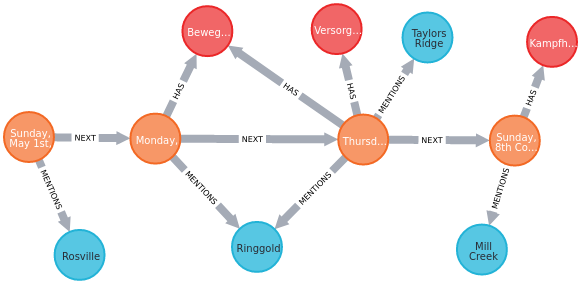 Beweg...
Versorg...
Taylors
Ridge
Kampfh...
HAS
HAS
HAS
MENTIONS
HAS
Sunday,
May 1st.
NEXT
Monday,
NEXT
Thursd...
NEXT
Sunday,
8th Co...
MENTIONS
MENTIONS
MENTIONS
MENTIONS
Rosville
Ringgold
Mill
Creek